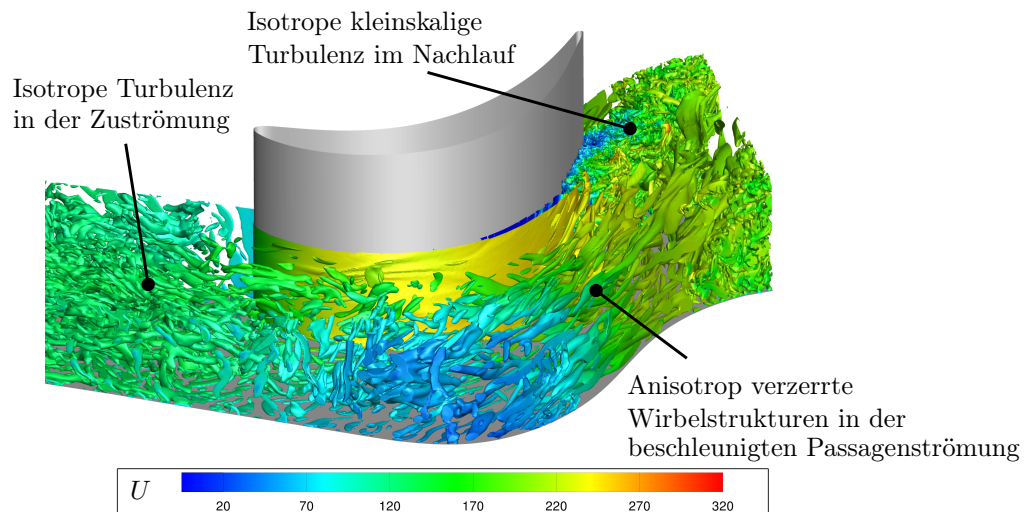 Isotrope kleinskalige
Turbulenz im Nachlauf
Isotrope Turbulenz
in der Zuströmung
Anisotrop verzerrte
Wirbelstrukturen in der
beschleunigten Passagenströmung
U
20 70 120 170 220 270 320